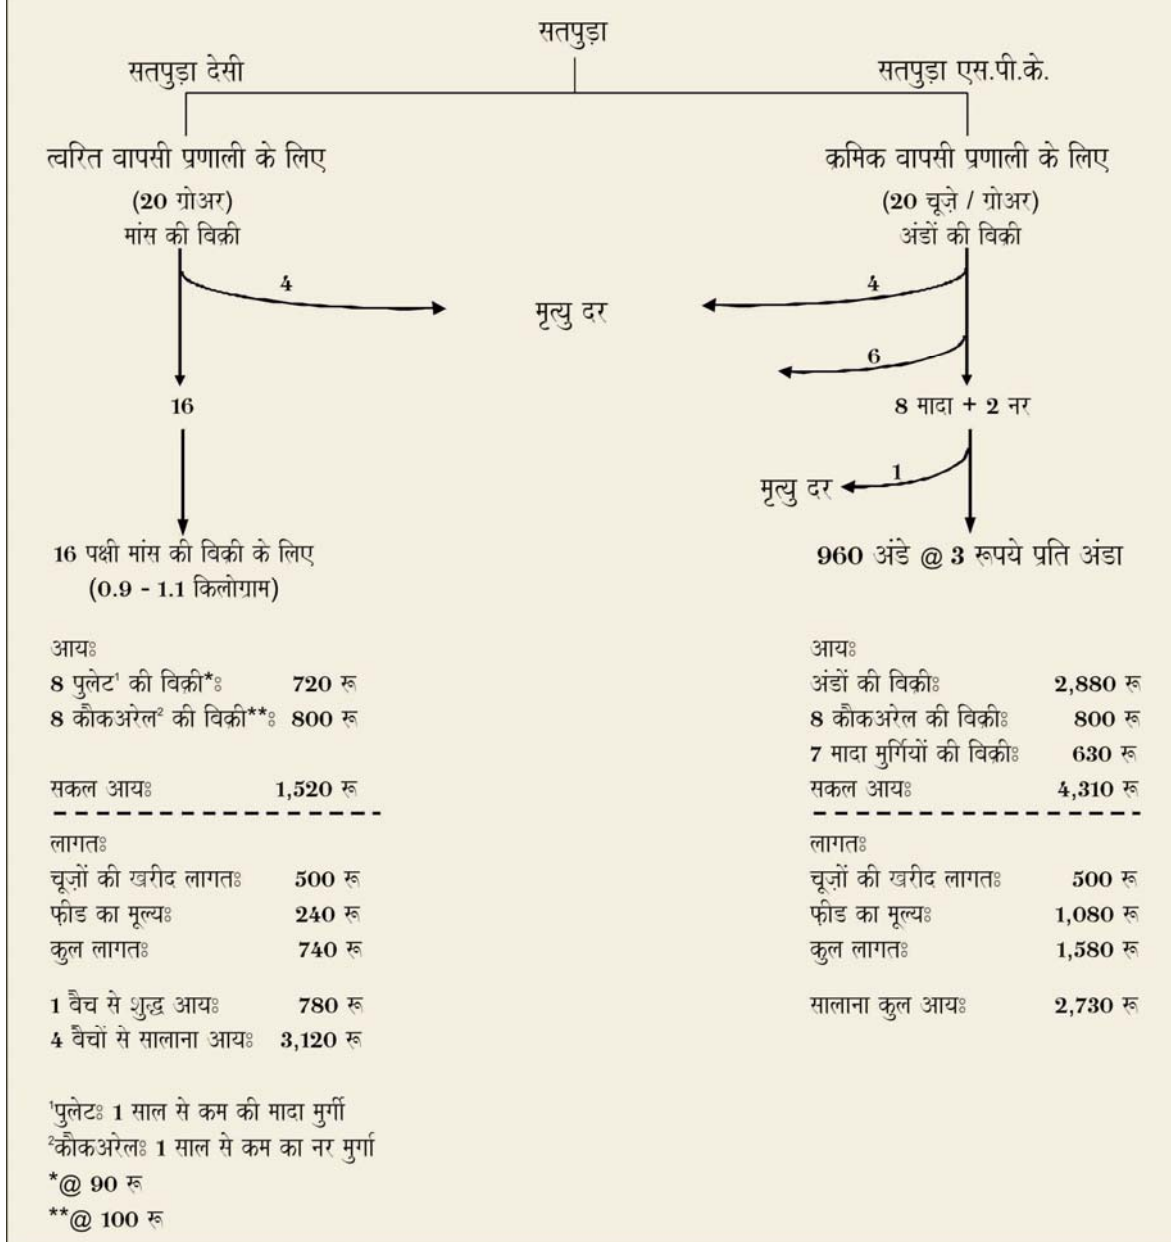 सतपुड़ा
सतपुड़ा देसी
त्वरित वापसी प्रणाली के लिए
(20 ग्रोअर)
मांस की विक्री
4
मृत्यु दर
16
16 पक्षी मांस की विक्री के लिए
(0.9 - 1.1 किलोग्राम)
आयः
8 पुलेट¹ की विक्री*ः 720 रू
8 कौकअरेल² की विक्री**ः 800 रू
सकल आयः 1,520 रू
लागतः
चूज़ों की खरीद लागतः 500 रू
फ़ीड का मूल्यः 240 रू
कुल लागतः 740 रू
1 वैच से शुद्ध आयः 780 रू
4 वैचों से सालाना आयः 3,120 रू
¹पुलेटः 1 साल से कम की मादा मुर्गी
²कौकअरेलः 1 साल से कम का नर मुर्गा
*@ 90 रू
**@ 100 रू
सतपुड़ा एस.पी.के.
क्रमिक वापसी प्रणाली के लिए
(20 चूज़े / ग्रोअर)
अंडों की विक्री
4
6
8 मादा + 2 नर
1
मृत्यु दर
960 अंडे @ 3 रूपये प्रति अंडा
आयः
अंडों की विक्रीः 2,880 रू
8 कौकअरेल की विक्रीः 800 रू
7 मादा मुर्गियों की विक्रीः 630 रू
सकल आयः 4,310 रू
लागतः
चूज़ों की खरीद लागतः 500 रू
फ़ीड का मूल्यः 1,080 रू
कुल लागतः 1,580 रू
सालाना कुल आयः 2,730 रू